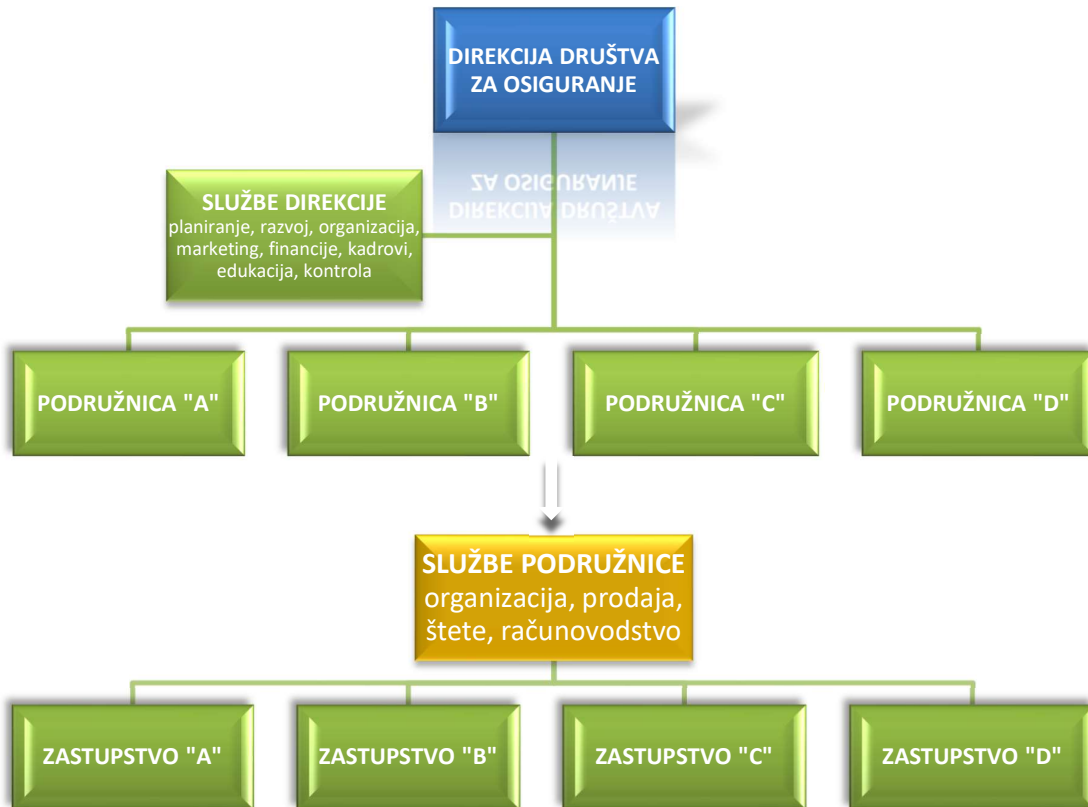 DIREKCIJA DRUŠTVA
ZA OSIGURANJE
SLUŽBE DIREKCIJE
planiranje, razvoj, organizacija,
marketing, financije, kadrovi,
edukacija, kontrola
PODRUŽNICA "A"
PODRUŽNICA "B"
PODRUŽNICA "C"
PODRUŽNICA "D"
SLUŽBE PODRUŽNICE
organizacija, prodaja,
štete, računovodstvo
ZASTUPSTVO "A"
ZASTUPSTVO "B"
ZASTUPSTVO "C"
ZASTUPSTVO "D"